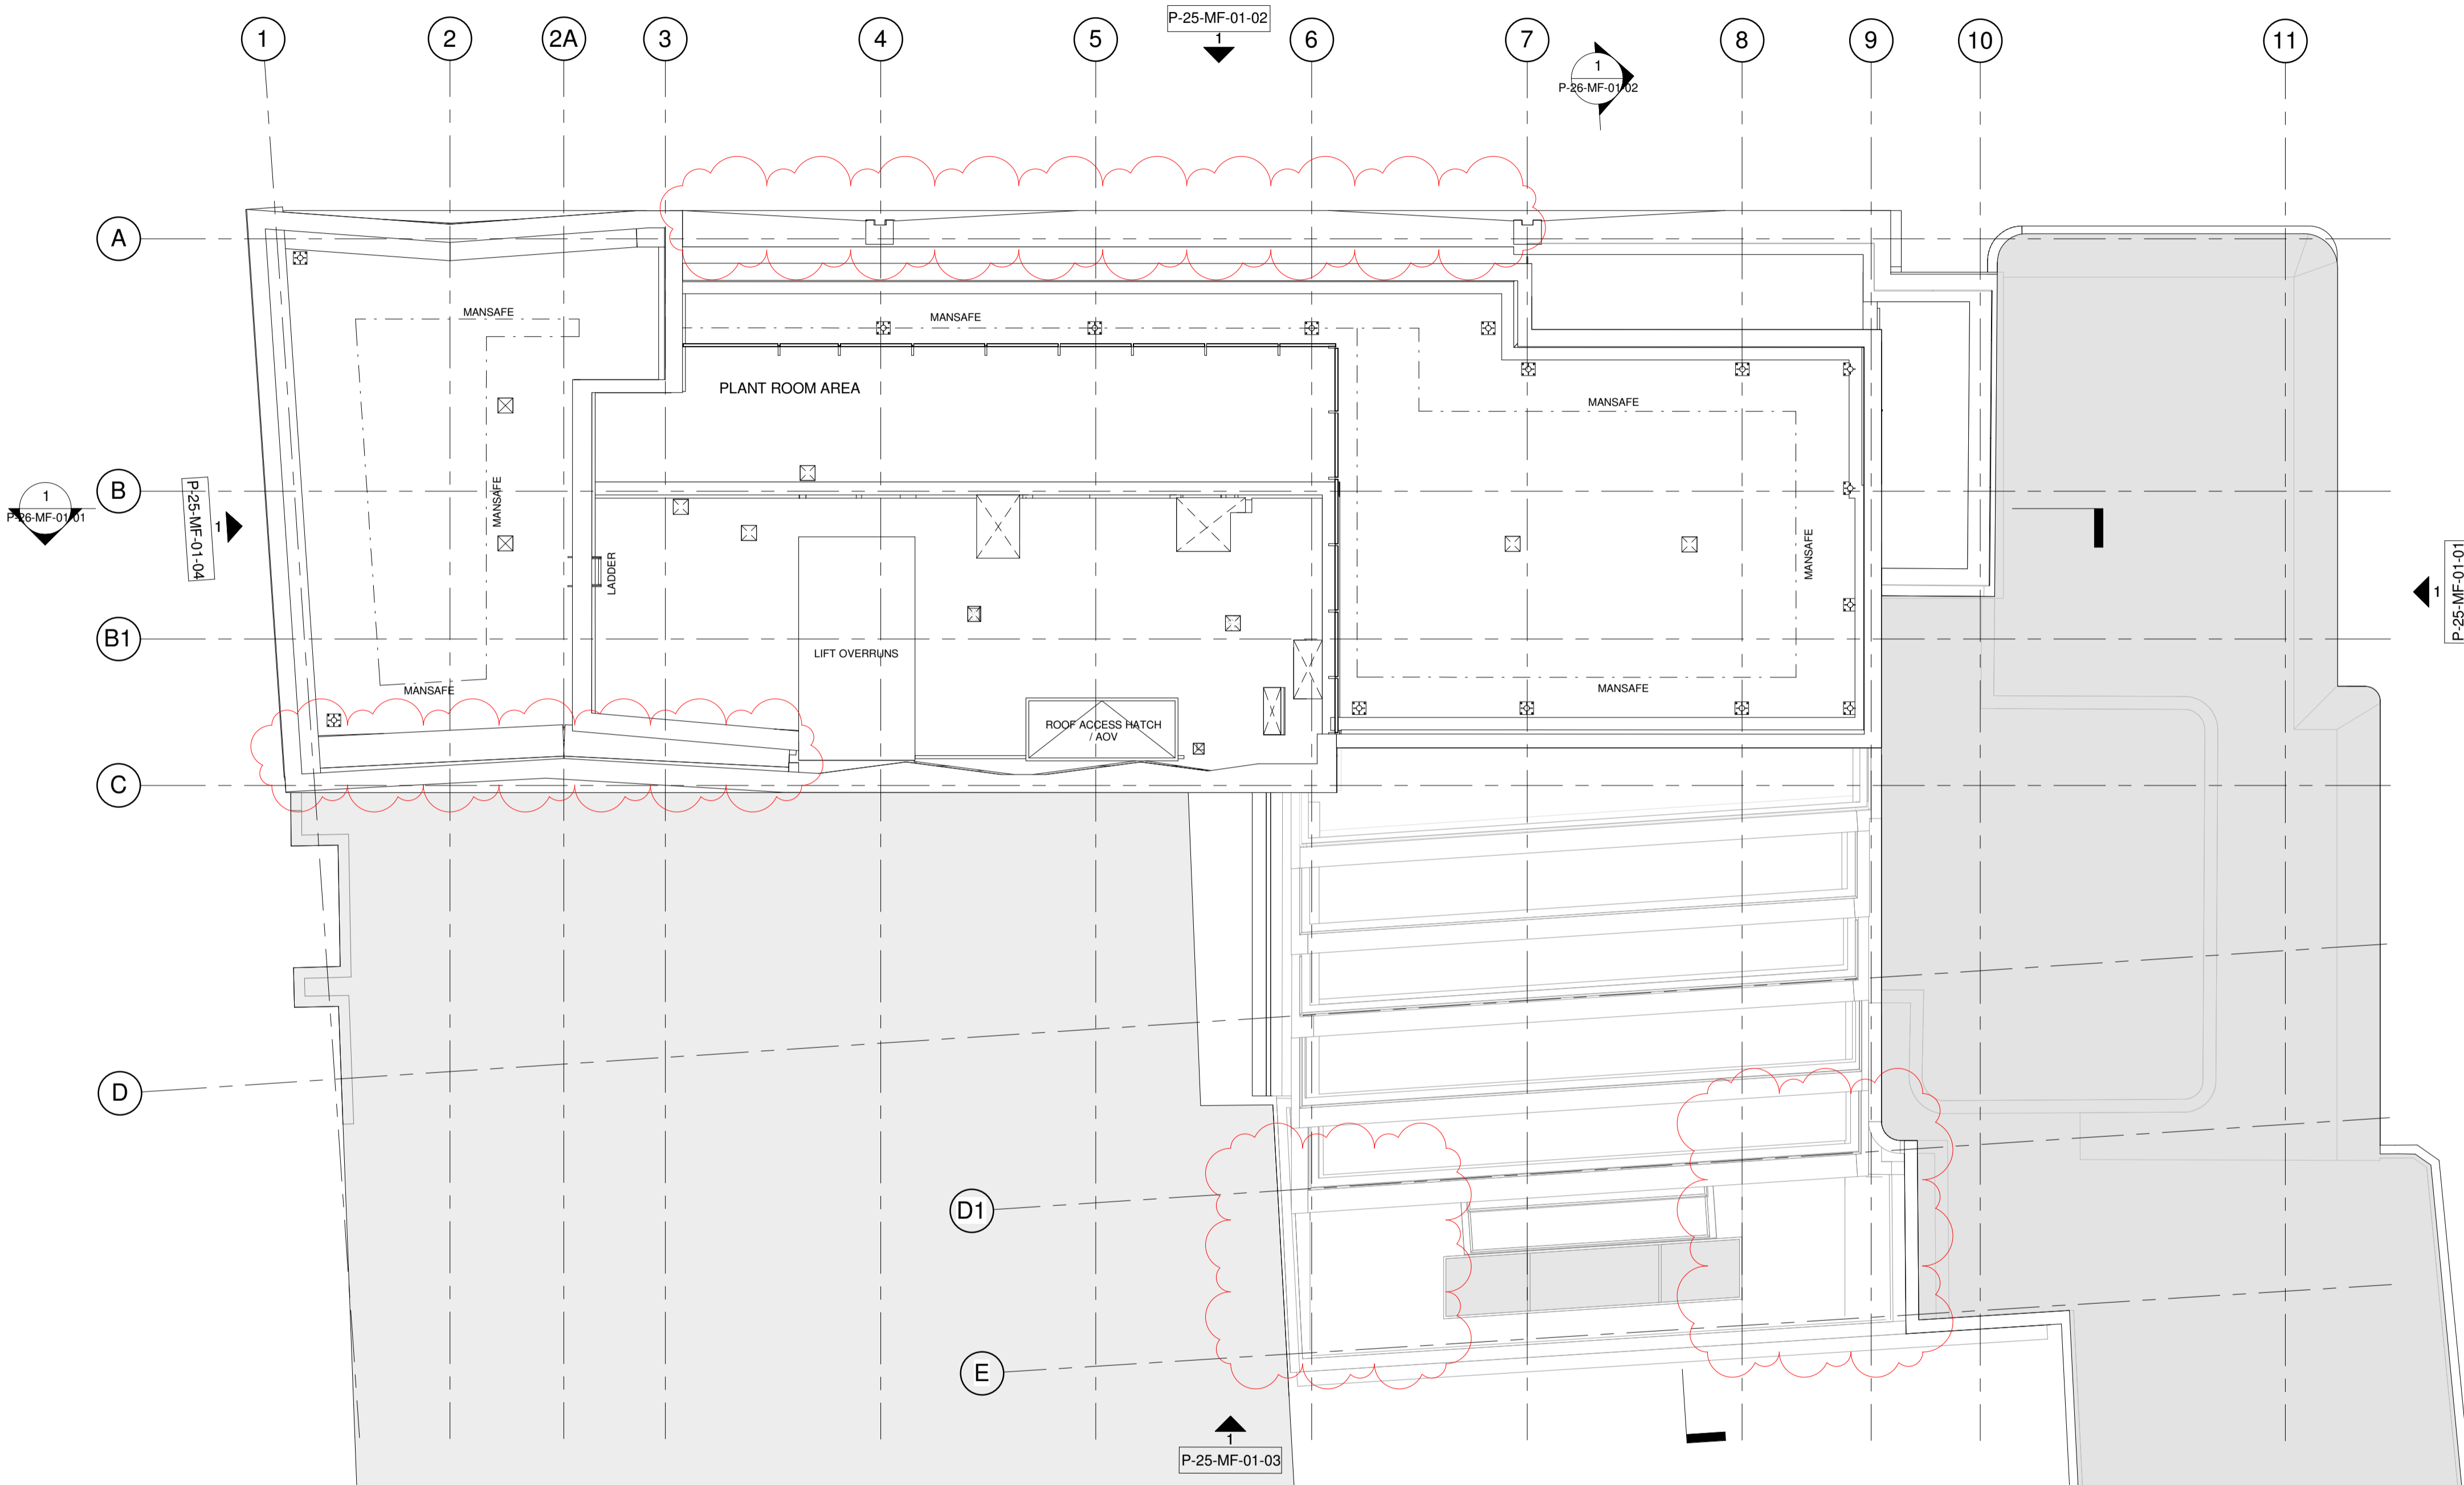 P-25-MF-01-02
1
1
2
2A
3
4
5
6
7
8
9
10
11
1
P-26-MF-01/02
A
MANSAFE
MANSAFE
PLANT ROOM AREA
MANSAFE
B
1
P-26-MF-01/01
P-25-MF-01-04
1
MANSAFE
LADDER
MANSAFE
P-25-MF-01-01
1
B1
LIFT OVERRUNS
MANSAFE
MANSAFE
ROOF ACCESS HATCH
/ AOV
C
D
D1
E
1
P-25-MF-01-03